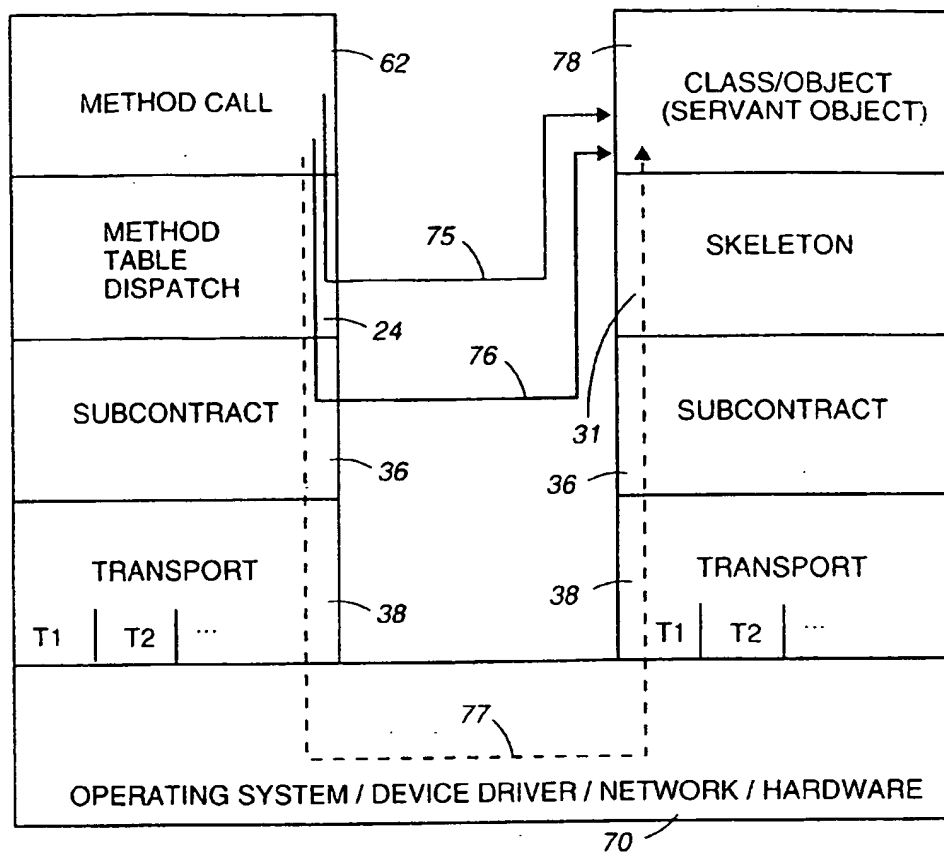 62
METHOD CALL
78
CLASS/OBJECT
(SERVANT OBJECT)
METHOD
TABLE
DISPATCH
75
SKELETON
24
76
31
SUBCONTRACT
36
SUBCONTRACT
36
TRANSPORT
38
T1 T2 ...
TRANSPORT
38
T1 T2 ...
77
OPERATING SYSTEM / DEVICE DRIVER / NETWORK / HARDWARE
70